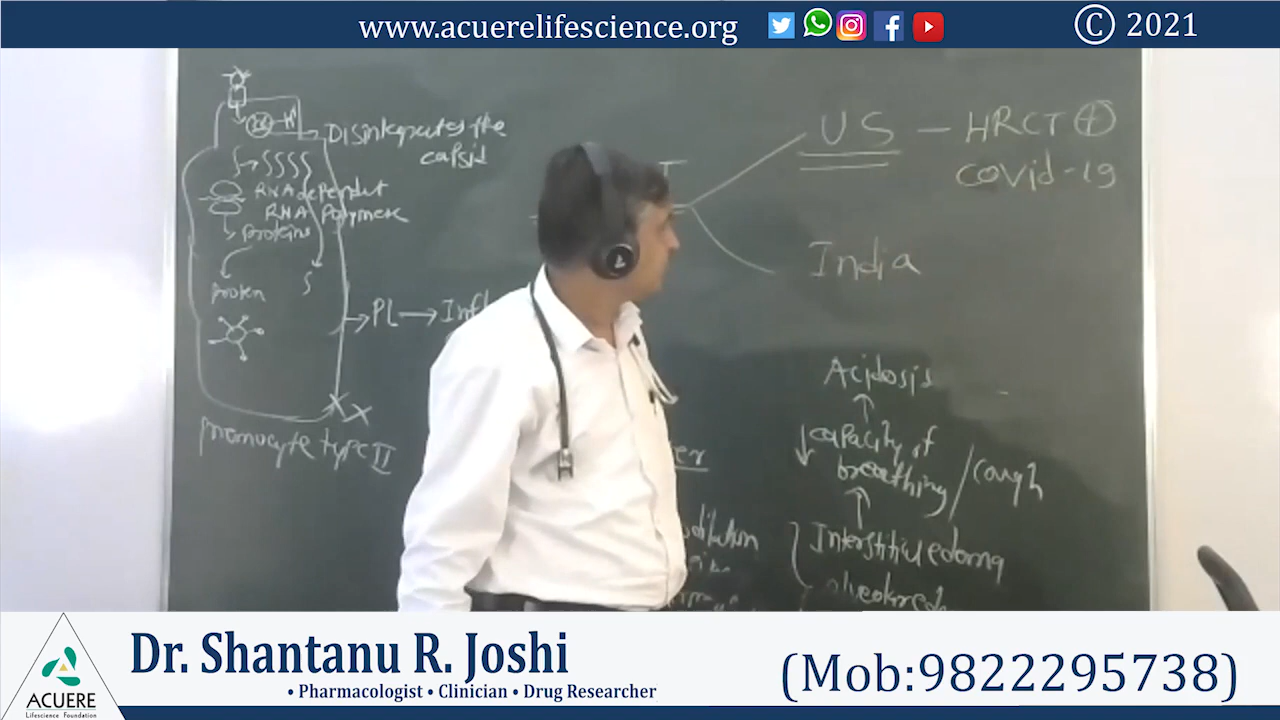 www.acuerelifescience.org
© 2021
Disintegrates the
capsid
RNA dependent
RNA Polymerase
Proteins
S
PL → Infl
Pneumocyte type II
US - HRCT +
covid-19
India
Acidosis
↑
↓ capacity of
breathing / cough
↑
Interstitial edema
Dr. Shantanu R. Joshi
• Pharmacologist • Clinician • Drug Researcher
(Mob:9822295738)
ACUERE
Lifescience Foundation